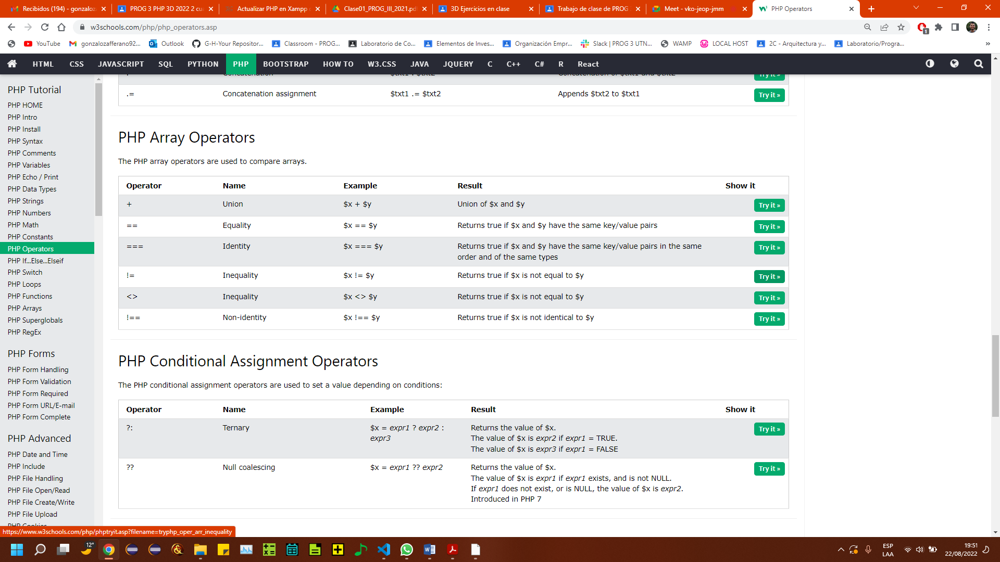 Recibidos (194) - gonzaloz
PROG 3 PHP 3D 2022 2 cu
Actualizar PHP en Xampp
Clase01_PROG_III_2021.pd
3D Ejercicios en clase
Trabajo de clase de PROG
Meet - vko-jeop-jmm
PHP Operators
w3schools.com/php/php_operators.asp
1
YouTube
gonzalozafferano92...
Outlook
G-H-Your Repositor...
Classroom - PROG...
Laboratorio de Co...
Elementos de Inves...
Organización Empr...
Slack | PROG 3 UTN...
WAMP
LOCAL HOST
2C - Arquitectura y...
Laboratorio/Progra...
HTML CSS JAVASCRIPT SQL PYTHON PHP BOOTSTRAP HOW TO W3.CSS JAVA JQUERY C C++ C# R React
PHP Tutorial
PHP HOME
PHP Intro
PHP Install
PHP Syntax
PHP Comments
PHP Variables
PHP Echo / Print
PHP Data Types
PHP Strings
PHP Numbers
PHP Math
PHP Constants
PHP Operators
PHP If...Else...Elseif
PHP Switch
PHP Loops
PHP Functions
PHP Arrays
PHP Superglobals
PHP RegEx
PHP Forms
PHP Form Handling
PHP Form Validation
PHP Form Required
PHP Form URL/E-mail
PHP Form Complete
PHP Advanced
PHP Date and Time
PHP Include
PHP File Handling
PHP File Open/Read
PHP File Create/Write
PHP File Upload
PHP Cookies
. Concatenation $txt1 . $txt2 Concatenation of $txt1 and $txt2 Try it »
.= Concatenation assignment $txt1 .= $txt2 Appends $txt2 to $txt1 Try it »
PHP Array Operators
The PHP array operators are used to compare arrays.
Operator Name Example Result Show it
+ Union $x + $y Union of $x and $y Try it »
== Equality $x == $y Returns true if $x and $y have the same key/value pairs Try it »
=== Identity $x === $y Returns true if $x and $y have the same key/value pairs in the same Try it »
order and of the same types
!= Inequality $x != $y Returns true if $x is not equal to $y Try it »
<> Inequality $x <> $y Returns true if $x is not equal to $y Try it »
!== Non-identity $x !== $y Returns true if $x is not identical to $y Try it »
PHP Conditional Assignment Operators
The PHP conditional assignment operators are used to set a value depending on conditions:
Operator Name Example Result Show it
?: Ternary $x = expr1 ? expr2 : Returns the value of $x. Try it »
expr3 The value of $x is expr2 if expr1 = TRUE.
The value of $x is expr3 if expr1 = FALSE
?? Null coalescing $x = expr1 ?? expr2 Returns the value of $x. Try it »
The value of $x is expr1 if expr1 exists, and is not NULL.
If expr1 does not exist, or is NULL, the value of $x is expr2.
Introduced in PHP 7
https://www.w3schools.com/php/phptryit.asp?filename=tryphp_oper_arr_inequality
12°
ESP
LAA
19:51
22/08/2022